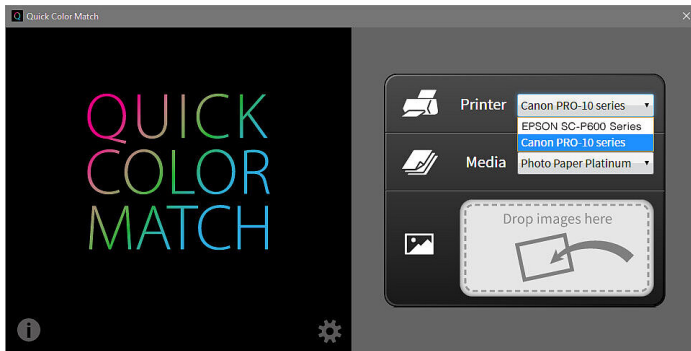 Quick Color Match
QUICK
COLOR
MATCH
Printer
Canon PRO-10 series
EPSON SC-P600 Series
Canon PRO-10 series
Media
Photo Paper Platinum
Drop images here